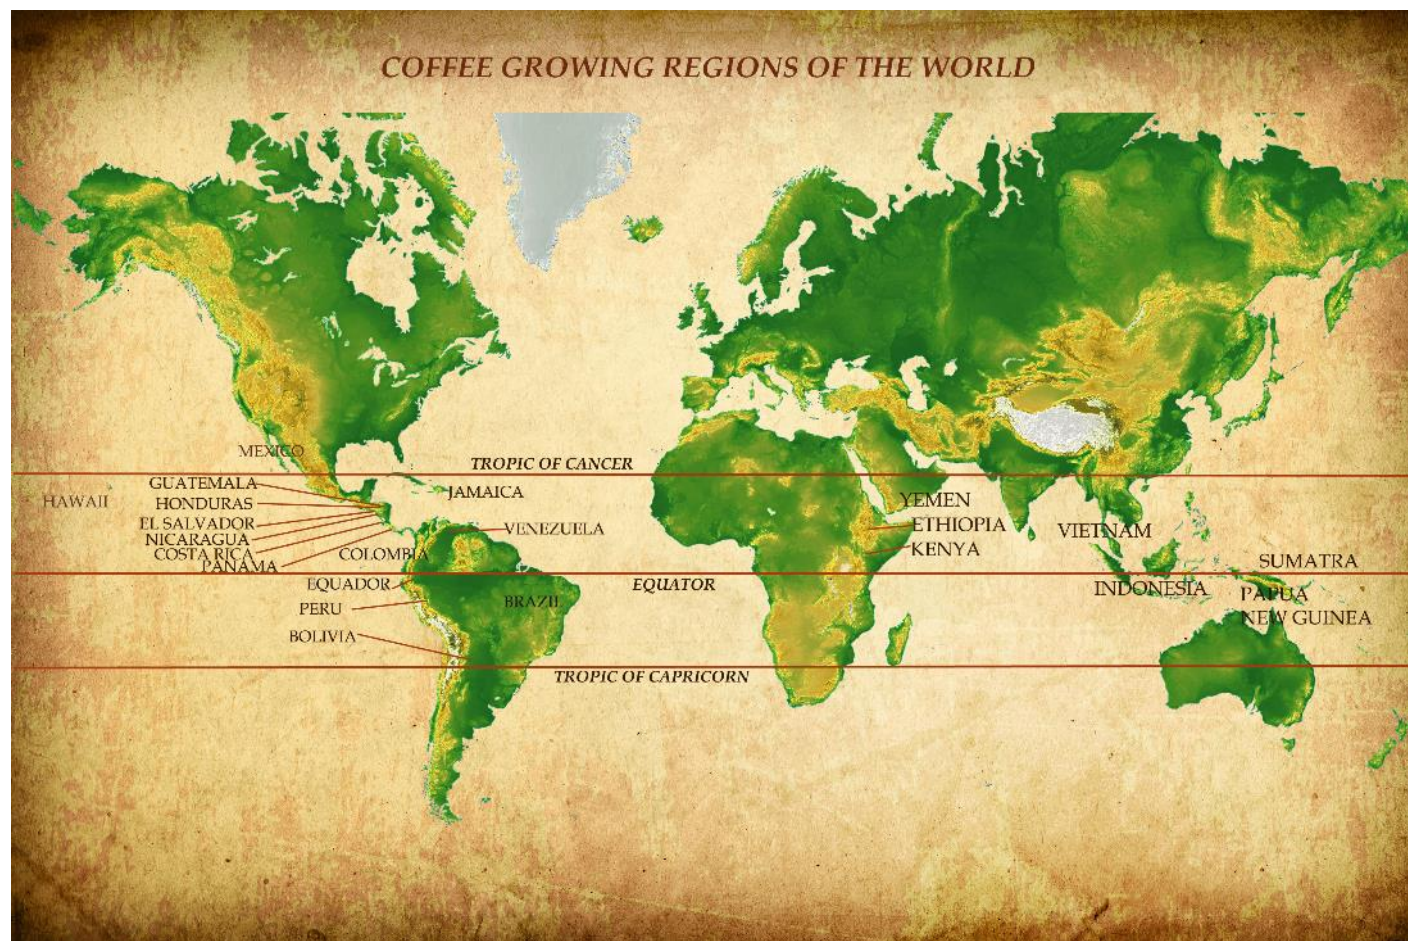 COFFEE GROWING REGIONS OF THE WORLD
MEXICO
TROPIC OF CANCER
GUATEMALA
JAMAICA
HAWAII
HONDURAS
YEMEN
EL SALVADOR
ETHIOPIA
VENEZUELA
VIETNAM
NICARAGUA
COSTA RICA
COLOMBIA
KENYA
PANAMA
SUMATRA
EQUADOR
EQUATOR
INDONESIA
PAPUA
NEW GUINEA
BRAZIL
PERU
BOLIVIA
TROPIC OF CAPRICORN